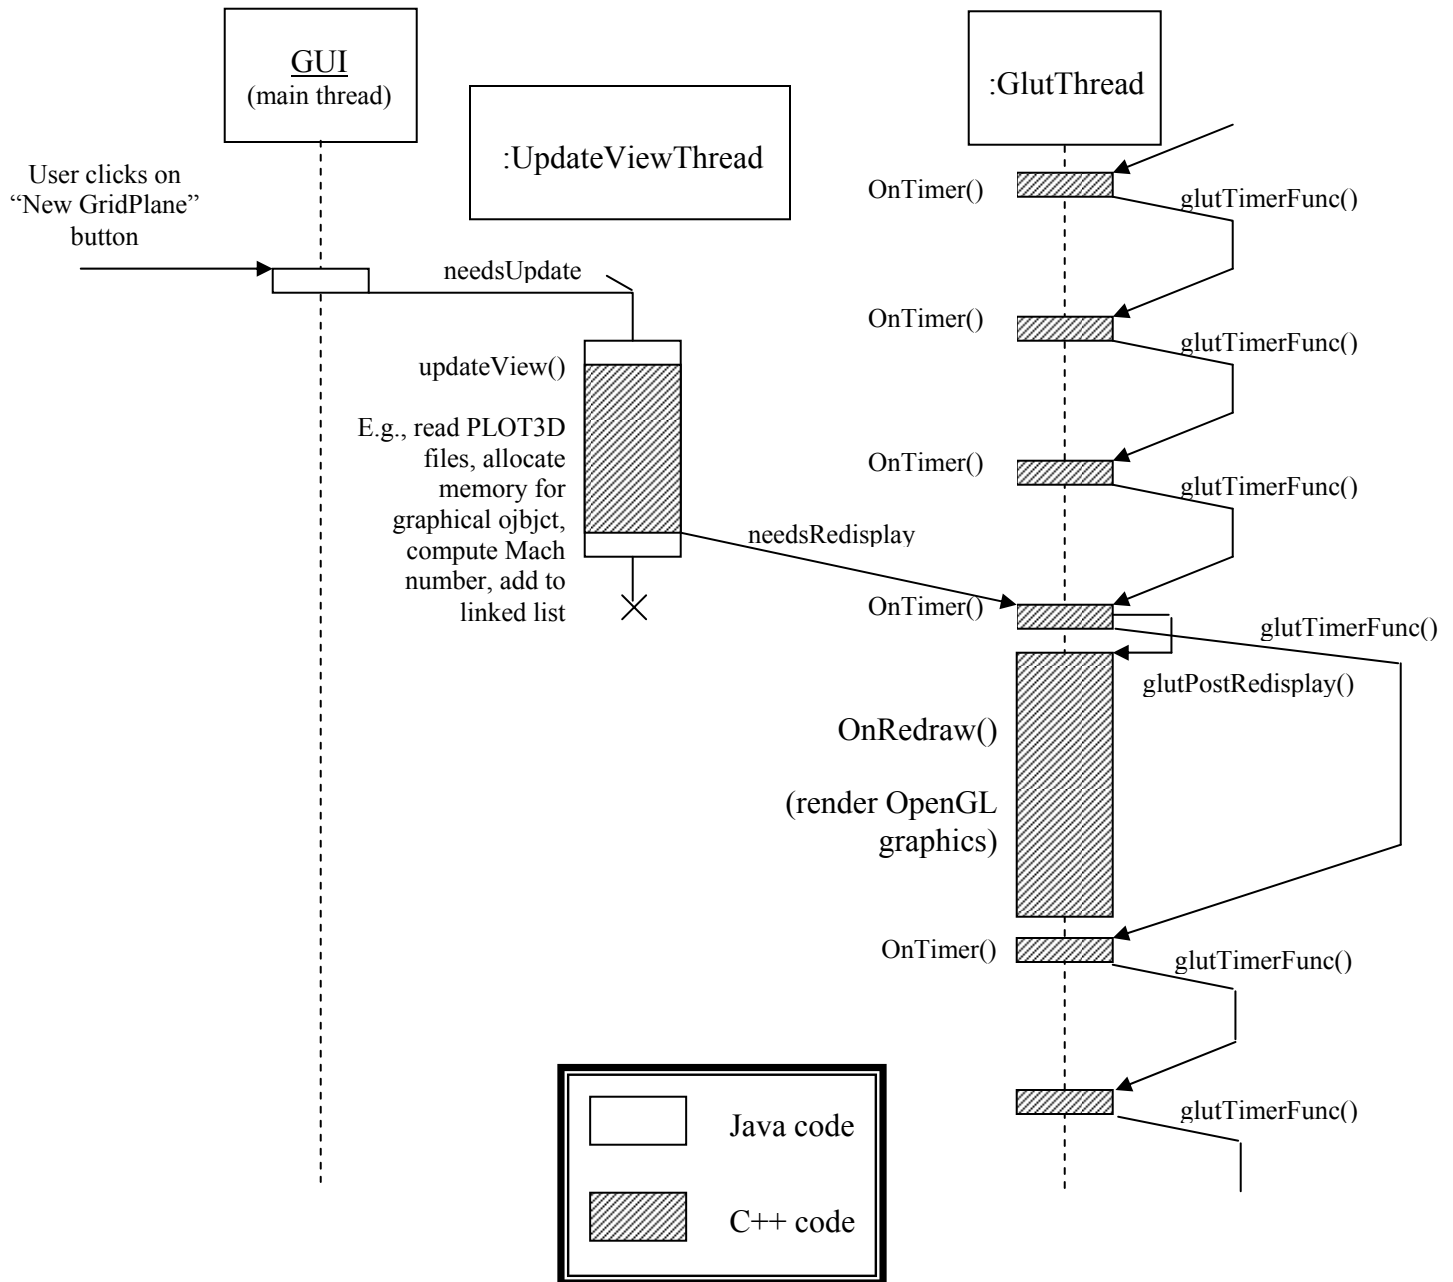 GUI
(main thread)
:UpdateViewThread
:GlutThread
User clicks on
“New GridPlane”
button
needsUpdate
updateView()
E.g., read PLOT3D
files, allocate
memory for
graphical ojbjct,
compute Mach
number, add to
linked list
needsRedisplay
OnTimer()
glutTimerFunc()
OnTimer()
glutTimerFunc()
OnTimer()
glutTimerFunc()
OnTimer()
glutTimerFunc()
glutPostRedisplay()
OnRedraw()
(render OpenGL
graphics)
OnTimer()
glutTimerFunc()
glutTimerFunc()
Java code
C++ code